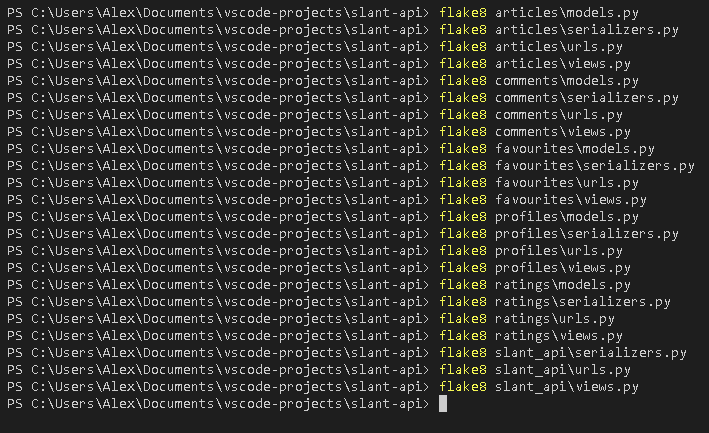 PS C:\Users\Alex\Documents\vscode-projects\slant-api> flake8 articles\models.py
PS C:\Users\Alex\Documents\vscode-projects\slant-api> flake8 articles\serializers.py
PS C:\Users\Alex\Documents\vscode-projects\slant-api> flake8 articles\urls.py
PS C:\Users\Alex\Documents\vscode-projects\slant-api> flake8 articles\views.py
PS C:\Users\Alex\Documents\vscode-projects\slant-api> flake8 comments\models.py
PS C:\Users\Alex\Documents\vscode-projects\slant-api> flake8 comments\serializers.py
PS C:\Users\Alex\Documents\vscode-projects\slant-api> flake8 comments\urls.py
PS C:\Users\Alex\Documents\vscode-projects\slant-api> flake8 comments\views.py
PS C:\Users\Alex\Documents\vscode-projects\slant-api> flake8 favourites\models.py
PS C:\Users\Alex\Documents\vscode-projects\slant-api> flake8 favourites\serializers.py
PS C:\Users\Alex\Documents\vscode-projects\slant-api> flake8 favourites\urls.py
PS C:\Users\Alex\Documents\vscode-projects\slant-api> flake8 favourites\views.py
PS C:\Users\Alex\Documents\vscode-projects\slant-api> flake8 profiles\models.py
PS C:\Users\Alex\Documents\vscode-projects\slant-api> flake8 profiles\serializers.py
PS C:\Users\Alex\Documents\vscode-projects\slant-api> flake8 profiles\urls.py
PS C:\Users\Alex\Documents\vscode-projects\slant-api> flake8 profiles\views.py
PS C:\Users\Alex\Documents\vscode-projects\slant-api> flake8 ratings\models.py
PS C:\Users\Alex\Documents\vscode-projects\slant-api> flake8 ratings\serializers.py
PS C:\Users\Alex\Documents\vscode-projects\slant-api> flake8 ratings\urls.py
PS C:\Users\Alex\Documents\vscode-projects\slant-api> flake8 ratings\views.py
PS C:\Users\Alex\Documents\vscode-projects\slant-api> flake8 slant_api\serializers.py
PS C:\Users\Alex\Documents\vscode-projects\slant-api> flake8 slant_api\urls.py
PS C:\Users\Alex\Documents\vscode-projects\slant-api> flake8 slant_api\views.py
PS C:\Users\Alex\Documents\vscode-projects\slant-api>